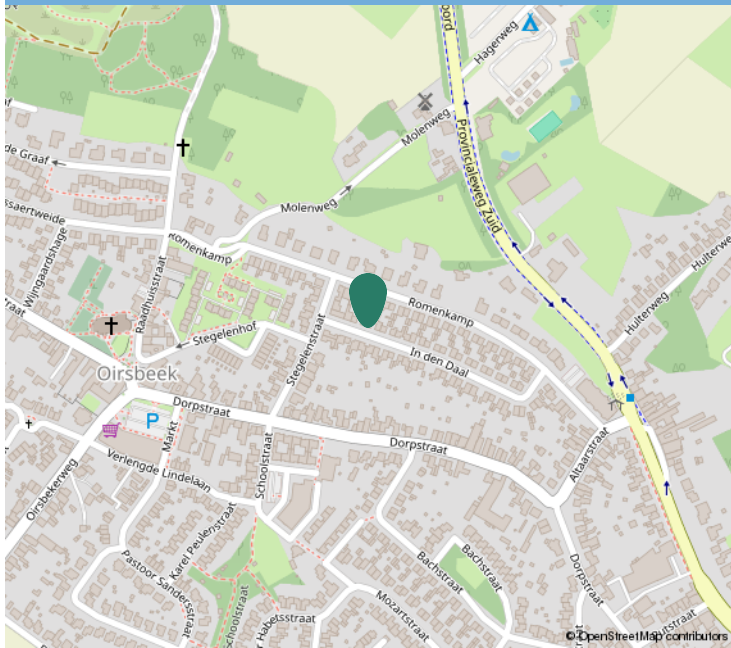 Hagerweg
Molenweg
Provincialeweg Zuid
de Graaf
Molenweg
Romenkamp
Wijngaardshage
Raadhuisstraat
Hulterweg
Stegelenhof
Stegelenstraat
Romenkamp
In den Daal
Oirsbeek
Dorpstraat
P
Markt
Dorpstraat
Altaarstraat
Verlengde Lindelaan
Schoolstraat
Oirsbekerweg
Karel Peulenstraat
Pastoor Sandersstraat
Bachstraat
Bachstraat
Dorpstraat
Mozartstraat
Schoolstraat
Habetsstraat
© OpenStreetMap contributors